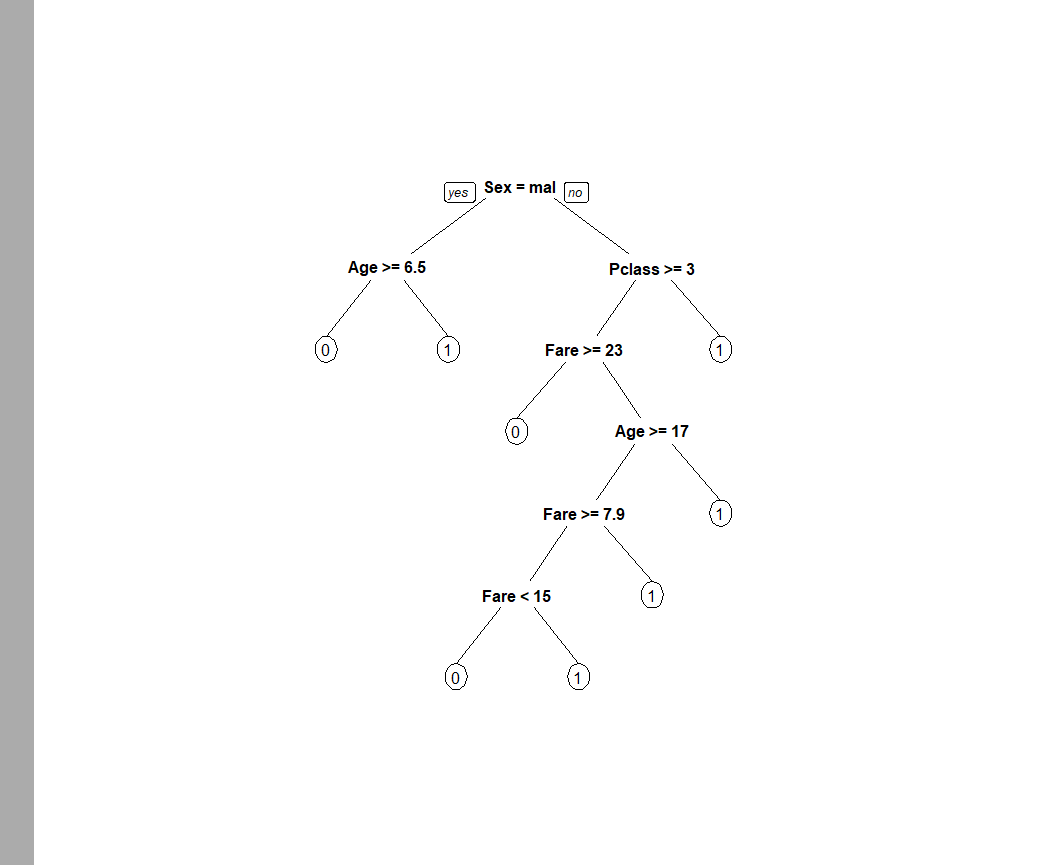 yes Sex = mal no
Age >= 6.5
Pclass >= 3
0
1
Fare >= 23
1
0
Age >= 17
Fare >= 7.9
1
Fare < 15
1
0
1